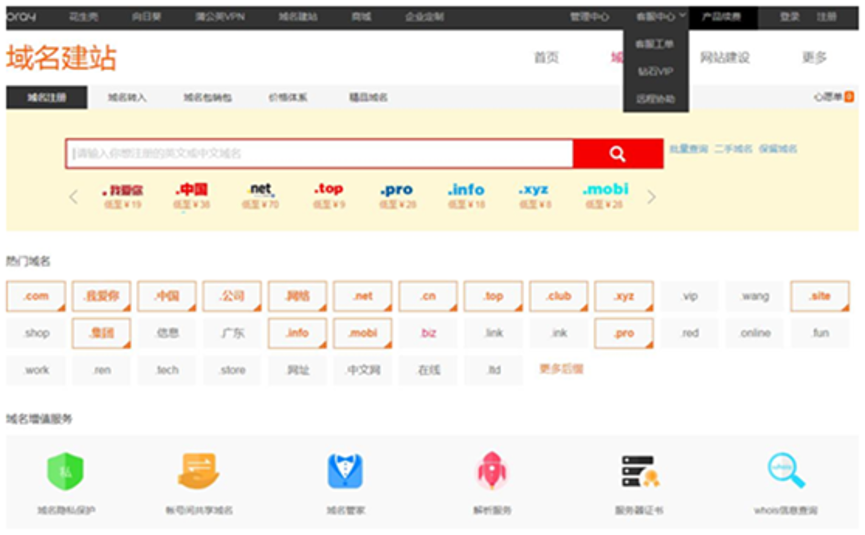 oray 花生壳 向日葵 蒲公英VPN 域名建站 商城 企业定制 管理中心 客服中心 产品续费 登录 注册
客服工单
钻石VIP
远程协助
域名建站 首页 域 网站建设 更多
域名注册 域名转入 域名包销包 价格体系 精品域名 心愿单 0
请输入你想注册的英文或中文域名 批量查询 二手域名 保留域名
.我爱你 .中国 .net .top .pro .info .xyz .mobi
低至￥19 低至￥38 低至￥70 低至￥9 低至￥28 低至￥18 低至￥8 低至￥28
热门域名
.com .我爱你 .中国 .公司 .网络 .net .cn .top .club .xyz .vip .wang .site
.shop .集团 .信息 .广东 .info .mobi .biz .link .ink .pro .red .online .fun
.work .ren .tech .store .网址 .中文网 .在线 .ltd 更多后缀
域名增值服务
私 whois
域名隐私保护 帐号间共享域名 域名管家 解析服务 服务器证书 whois信息查询